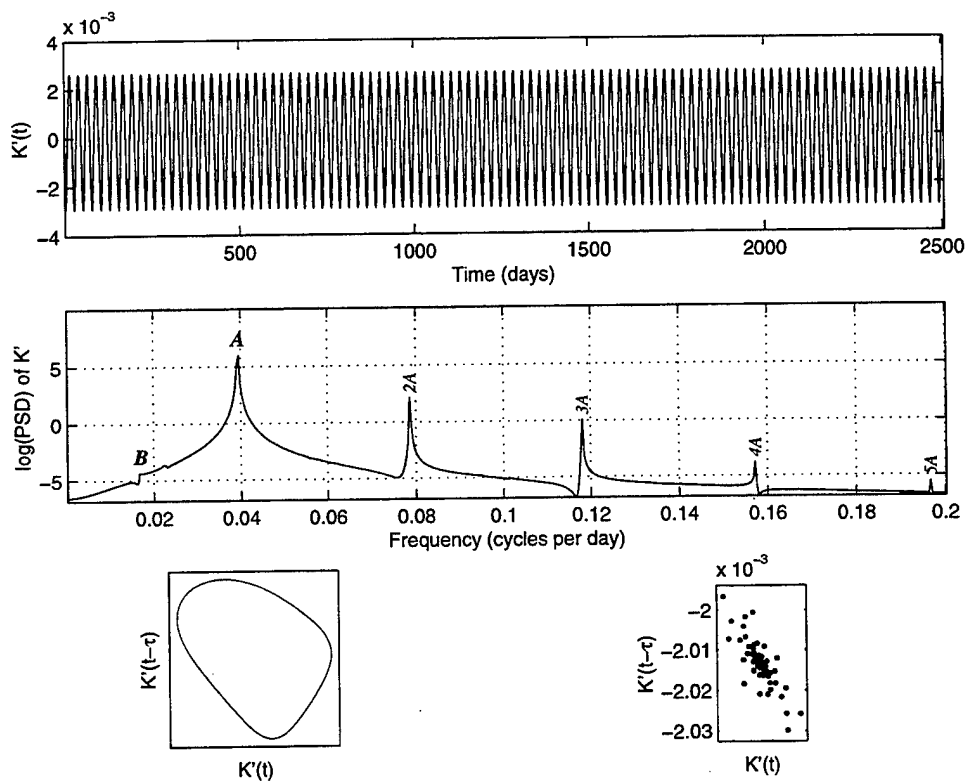 x 10⁻³
4
2
0
−2
−4
K'(t)
500 1000 1500 2000 2500
Time (days)
log(PSD) of K'
5
0
−5
B
A
2A
3A
4A
5A
0.02 0.04 0.06 0.08 0.1 0.12 0.14 0.16 0.18 0.2
Frequency (cycles per day)
K'(t−τ)
K'(t)
x 10⁻³
−2
−2.01
−2.02
−2.03
K'(t−τ)
K'(t)